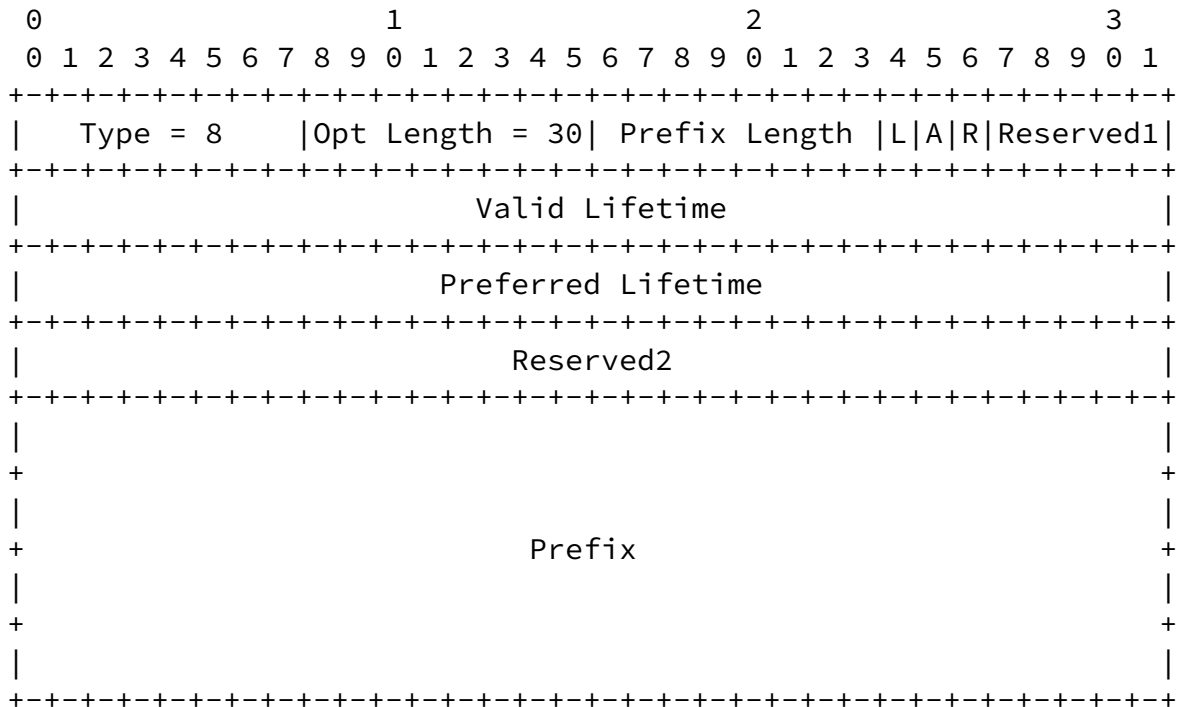 0                   1                   2                   3
 0 1 2 3 4 5 6 7 8 9 0 1 2 3 4 5 6 7 8 9 0 1 2 3 4 5 6 7 8 9 0 1
+-+-+-+-+-+-+-+-+-+-+-+-+-+-+-+-+-+-+-+-+-+-+-+-+-+-+-+-+-+-+-+-+
|   Type = 8    |Opt Length = 30| Prefix Length |L|A|R|Reserved1|
+-+-+-+-+-+-+-+-+-+-+-+-+-+-+-+-+-+-+-+-+-+-+-+-+-+-+-+-+-+-+-+-+
|                         Valid Lifetime                        |
+-+-+-+-+-+-+-+-+-+-+-+-+-+-+-+-+-+-+-+-+-+-+-+-+-+-+-+-+-+-+-+-+
|                       Preferred Lifetime                      |
+-+-+-+-+-+-+-+-+-+-+-+-+-+-+-+-+-+-+-+-+-+-+-+-+-+-+-+-+-+-+-+-+
|                           Reserved2                           |
+-+-+-+-+-+-+-+-+-+-+-+-+-+-+-+-+-+-+-+-+-+-+-+-+-+-+-+-+-+-+-+-+
|                                                               |
+                                                               +
|                                                               |
+                            Prefix                             +
|                                                               |
+                                                               +
|                                                               |
+-+-+-+-+-+-+-+-+-+-+-+-+-+-+-+-+-+-+-+-+-+-+-+-+-+-+-+-+-+-+-+-+